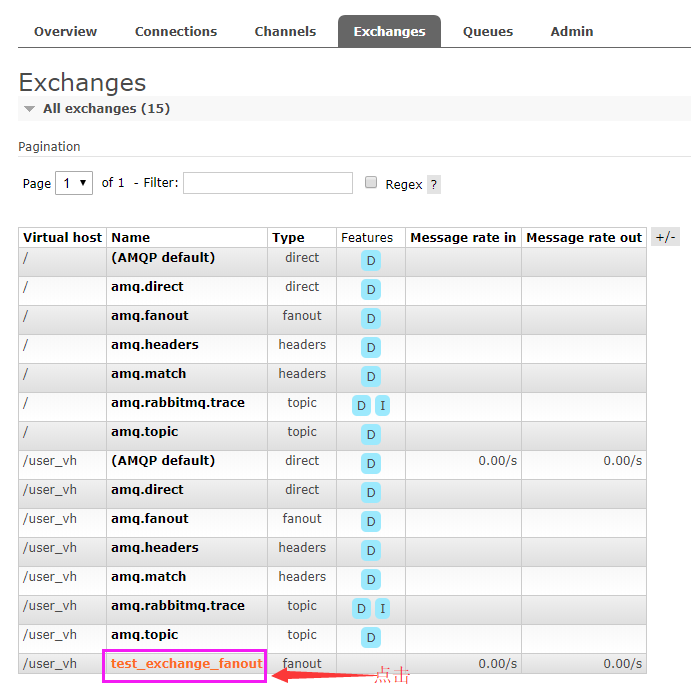 Overview Connections Channels Exchanges Queues Admin
Exchanges
All exchanges (15)
Pagination
Page 1 of 1 - Filter: Regex ?
Virtual host Name Type Features Message rate in Message rate out +/-
/ (AMQP default) direct D
/ amq.direct direct D
/ amq.fanout fanout D
/ amq.headers headers D
/ amq.match headers D
/ amq.rabbitmq.trace topic D I
/ amq.topic topic D
/user_vh (AMQP default) direct D 0.00/s 0.00/s
/user_vh amq.direct direct D
/user_vh amq.fanout fanout D
/user_vh amq.headers headers D
/user_vh amq.match headers D
/user_vh amq.rabbitmq.trace topic D I
/user_vh amq.topic topic D
/user_vh test_exchange_fanout fanout 0.00/s 0.00/s
点击